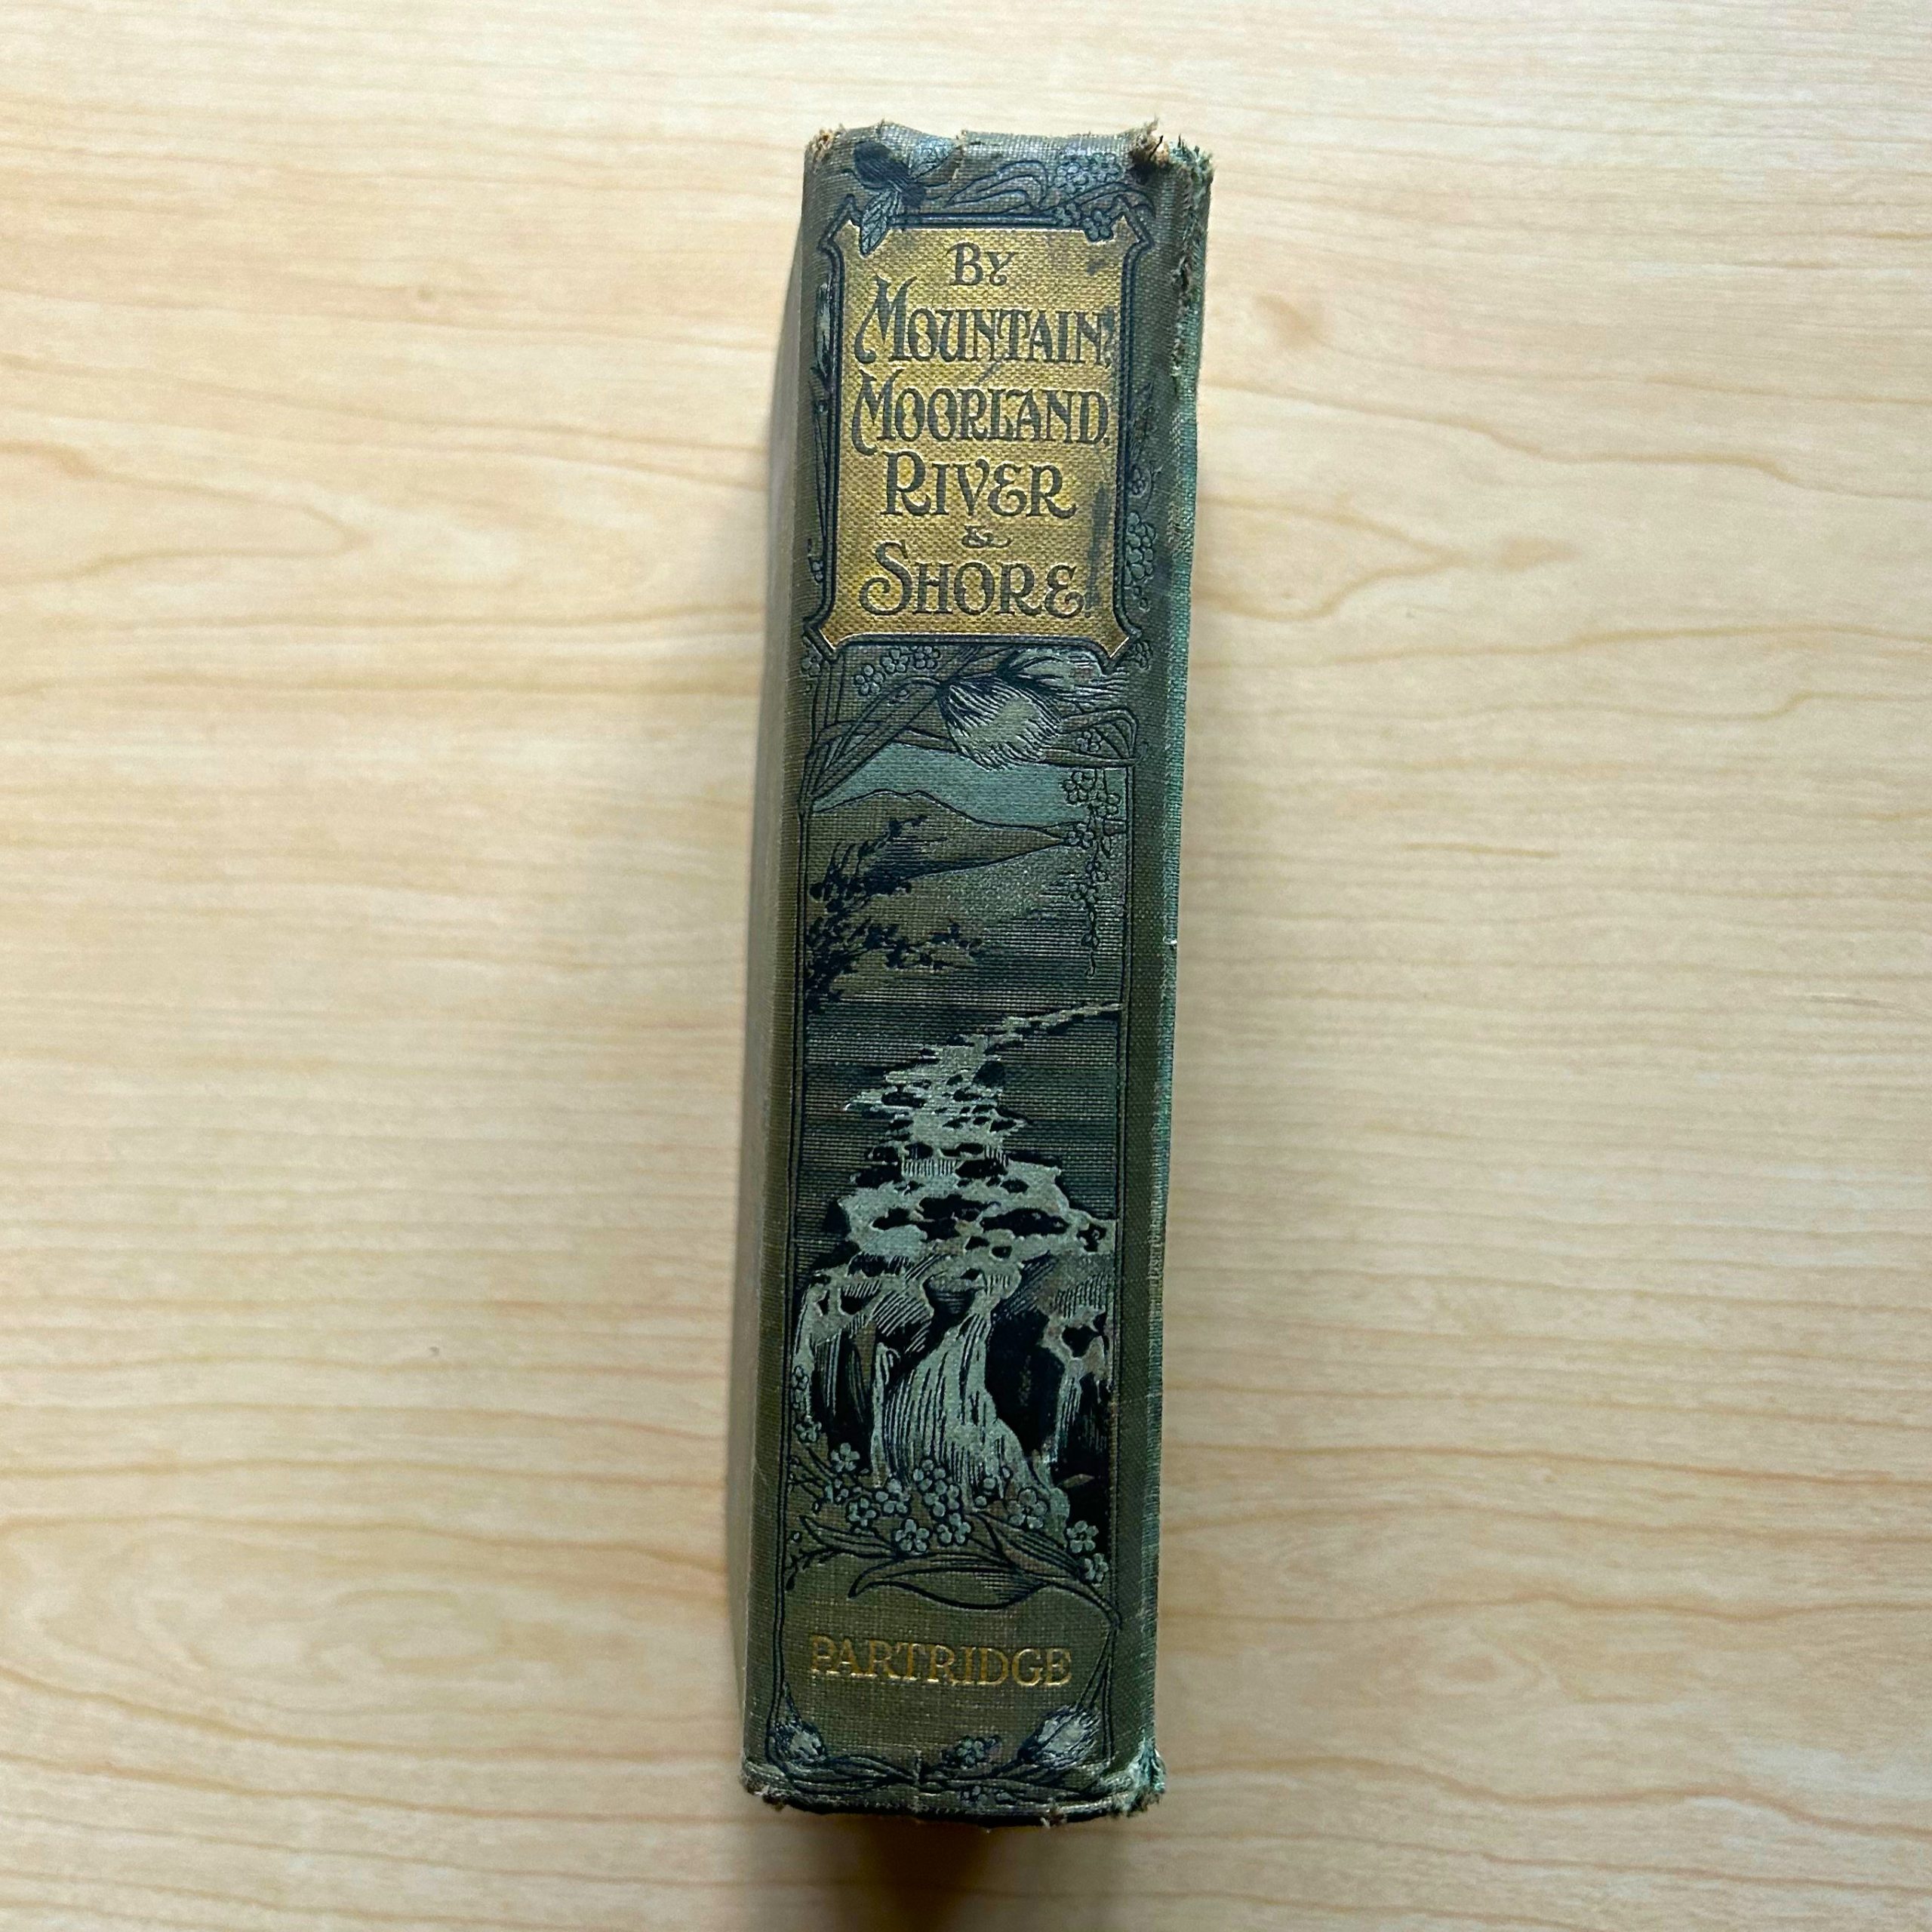 BY
MOUNTAIN,
MOORLAND,
RIVER
&
SHORE.
PARTRIDGE